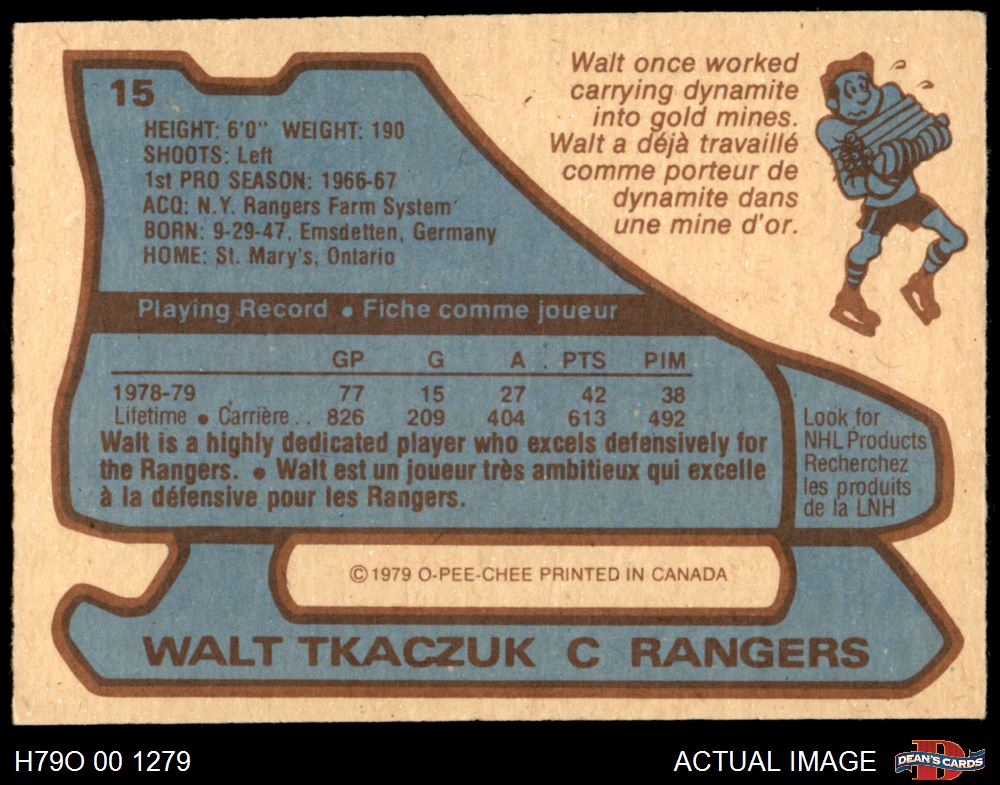 15
HEIGHT: 6'0" WEIGHT: 190
SHOOTS: Left
1st PRO SEASON: 1966-67
ACQ: N.Y. Rangers Farm System
BORN: 9-29-47, Emsdetten, Germany
HOME: St. Mary's, Ontario
Walt once worked
carrying dynamite
into gold mines.
Walt a déjà travaillé
comme porteur de
dynamite dans
une mine d'or.
Playing Record • Fiche comme joueur
GP G A PTS PIM
1978-79 77 15 27 42 38
Lifetime • Carrière . . 826 209 404 613 492
Walt is a highly dedicated player who excels defensively for
the Rangers. • Walt est un joueur très ambitieux qui excelle
à la défensive pour les Rangers.
Look for
NHL Products
Recherchez
les produits
de la LNH
© 1979 O-PEE-CHEE PRINTED IN CANADA
WALT TKACZUK C RANGERS
H79O 00 1279
ACTUAL IMAGE
D
DEAN'S CARDS